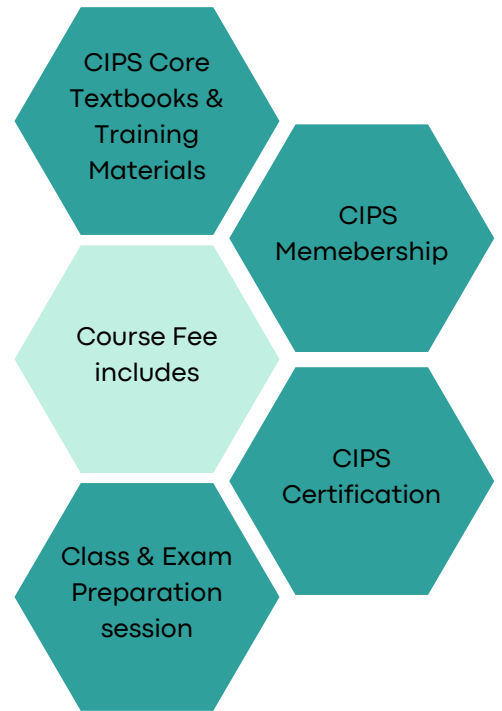 CIPS Core
Textbooks &
Training
Materials
CIPS
Memebership
Course Fee
includes
CIPS
Certification
Class & Exam
Preparation
session